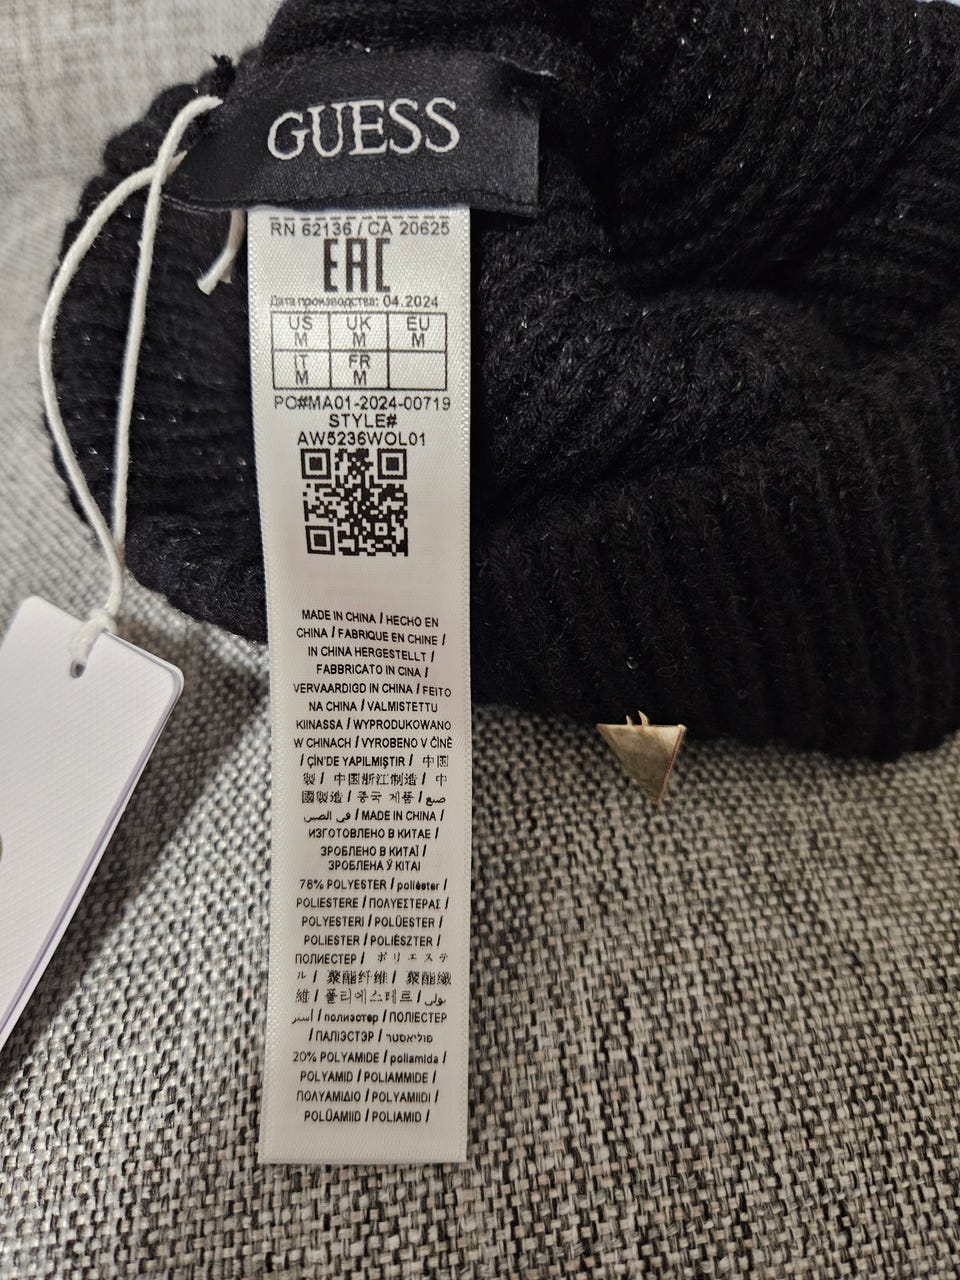 GUESS
RN 62136 / CA 20625
EAC
Дата производства: 04.2024
US M UK M EU M
IT M FR M
PO#MA01-2024-00719
STYLE#
AW5236WOL01
MADE IN CHINA / HECHO EN
CHINA / FABRIQUE EN CHINE /
IN CHINA HERGESTELLT /
FABBRICATO IN CINA /
VERVAARDIGD IN CHINA / FEITO
NA CHINA / VALMISTETTU
KIINASSA / WYPRODUKOWANO
W CHINACH / VYROBENO V ČÍNĚ
/ ÇİN'DE YAPILMIŞTIR / 中国
製 / 中国浙江制造 / 中
國製造 / 중국 제품 / صنع
في الصين / MADE IN CHINA /
ИЗГОТОВЛЕНО В КИТАЕ /
ЗРОБЛЕНО В КИТАЇ /
ЗРОБЛЕНА Ў КІТАІ
78% POLYESTER / poliéster /
POLIESTERE / ΠΟΛΥΕΣΤΕΡΑΣ /
POLYESTERI / POLÜESTER /
POLIESTER / POLIÉSZTER /
ПОЛИЕСТЕР / ポリエステ
ル / 聚酯纤维 / 聚酯纖
維 / 폴리에스테르 / بولي
أستر / полиэстер / ПОЛІЕСТЕР
/ ПАЛІЭСТЭР / פוליאסטר
20% POLYAMIDE / poliamida /
POLYAMID / POLIAMMIDE /
ΠΟΛΥΑΜΙΔΙΟ / POLYAMIIDI /
POLÜAMIID / POLIAMID /